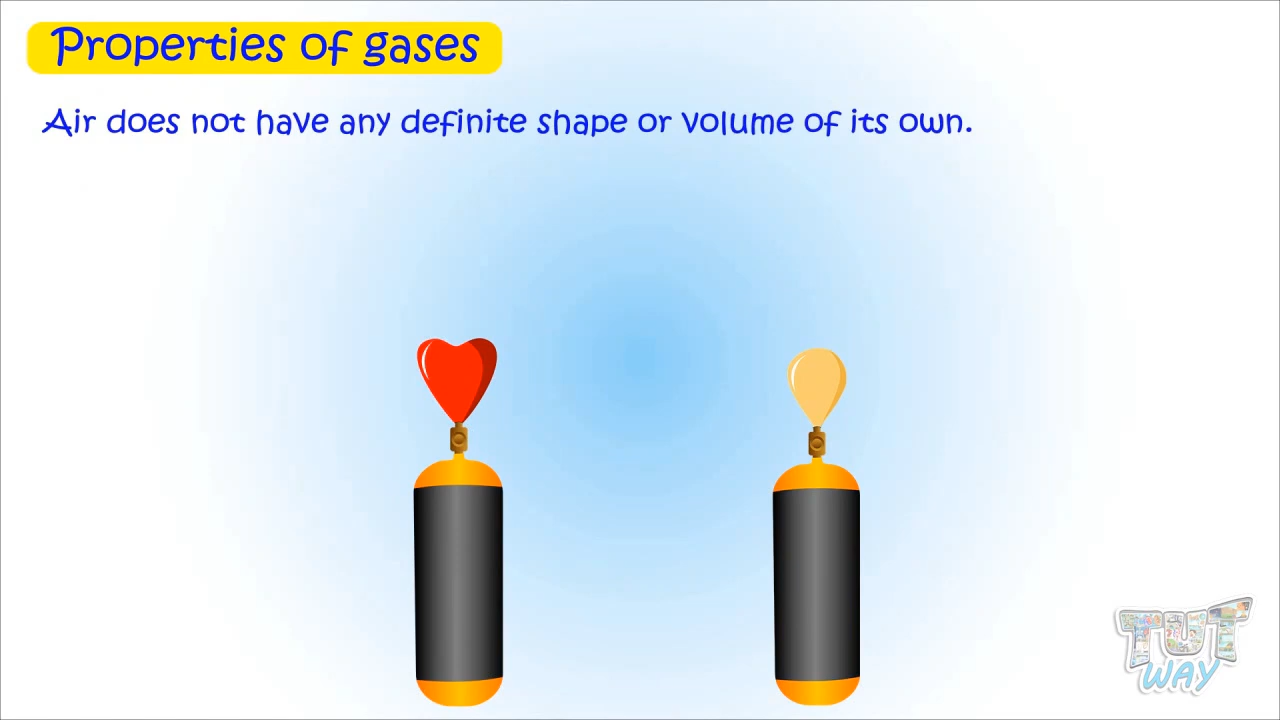 Properties of gases
Air does not have any definite shape or volume of its own.
TUT
WAY